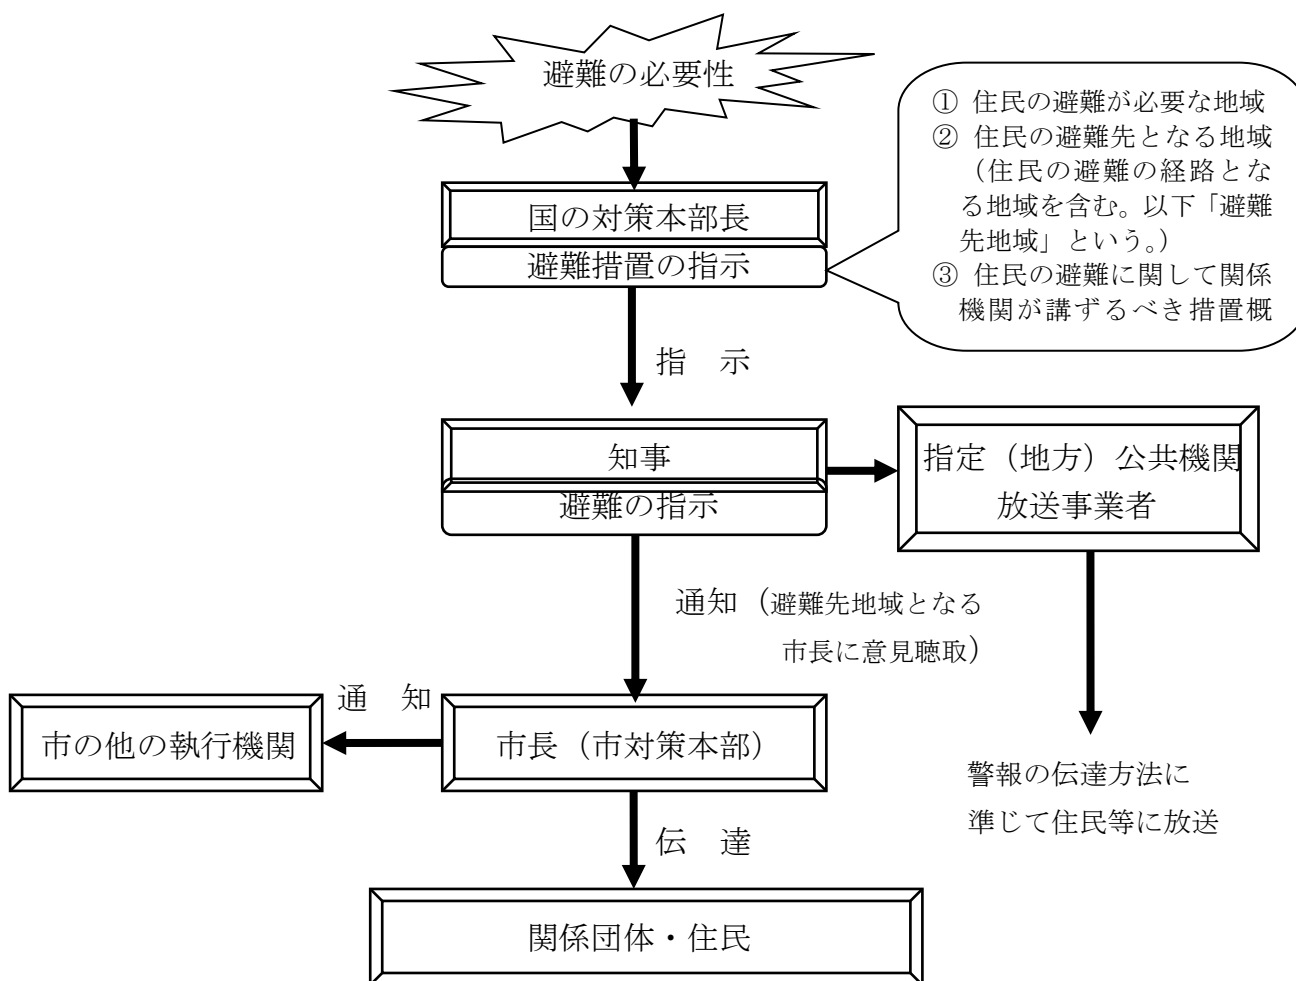 避難の必要性
① 住民の避難が必要な地域
② 住民の避難先となる地域
（住民の避難の経路とな
る地域を含む。以下「避難
先地域」という。）
③ 住民の避難に関して関係
機関が講ずるべき措置概
国の対策本部長
避難措置の指示
指　示
知事
避難の指示
指定（地方）公共機関
放送事業者
通知（避難先地域となる
市長に意見聴取）
通　知
市の他の執行機関
市長（市対策本部）
警報の伝達方法に
準じて住民等に放送
伝　達
関係団体・住民